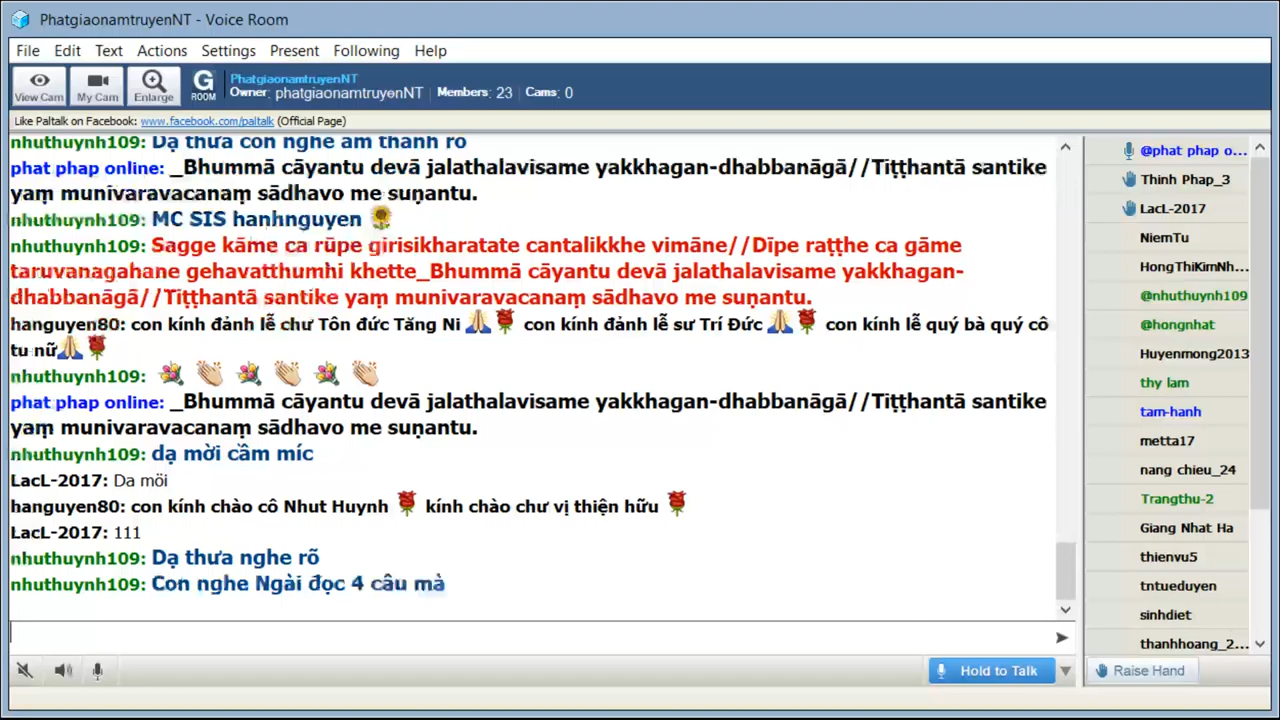 PhatgiaonamtruyenNT - Voice Room
File Edit Text Actions Settings Present Following Help
View Cam My Cam Enlarge G ROOM PhatgiaonamtruyenNT
Owner: phatgiaonamtruyenNT Members: 23 Cams: 0
Like Paltalk on Facebook: www.facebook.com/paltalk (Official Page)
nhuthuynh109: Dạ thưa con nghe âm thanh rõ
phat phap online: _Bhummā cāyantu devā jalathalavisame yakkhagan-dhabbanāgā//Tiṭṭhantā santike
yaṃ munivaravacanaṃ sādhavo me suṇantu.
nhuthuynh109: MC SIS hanhnguyen
nhuthuynh109: Sagge kāme ca rūpe girisikharatate cantalikkhe vimāne//Dīpe raṭṭhe ca gāme
taruvanagahane gehavatthumhi khette_Bhummā cāyantu devā jalathalavisame yakkhagan-
dhabbanāgā//Tiṭṭhantā santike yaṃ munivaravacanaṃ sādhavo me suṇantu.
hanguyen80: con kính đảnh lễ chư Tôn đức Tăng Ni 🙏🌹 con kính đảnh lễ sư Trí Đức 🙏🌹 con kính lễ quý bà quý cô
tu nữ🙏🌹
nhuthuynh109: 💐 👏 💐 👏 💐 👏
phat phap online: _Bhummā cāyantu devā jalathalavisame yakkhagan-dhabbanāgā//Tiṭṭhantā santike
yaṃ munivaravacanaṃ sādhavo me suṇantu.
nhuthuynh109: dạ mời cầm míc
LacL-2017: Da möi
hanguyen80: con kính chào cô Nhut Huynh 🌹 kính chào chư vị thiện hữu 🌹
LacL-2017: 111
nhuthuynh109: Dạ thưa nghe rõ
nhuthuynh109: Con nghe Ngài đọc 4 câu mà
@phat phap o...
Thinh Phap_3
LacL-2017
NiemTu
HongThiKimNh...
@nhuthuynh109
@hongnhat
Huyenmong2013
thy lam
tam-hanh
metta17
nang chieu_24
Trangthu-2
Giang Nhat Ha
thienvu5
tntueduyen
sinhdiet
thanhhoang_2...
Hold to Talk
Raise Hand